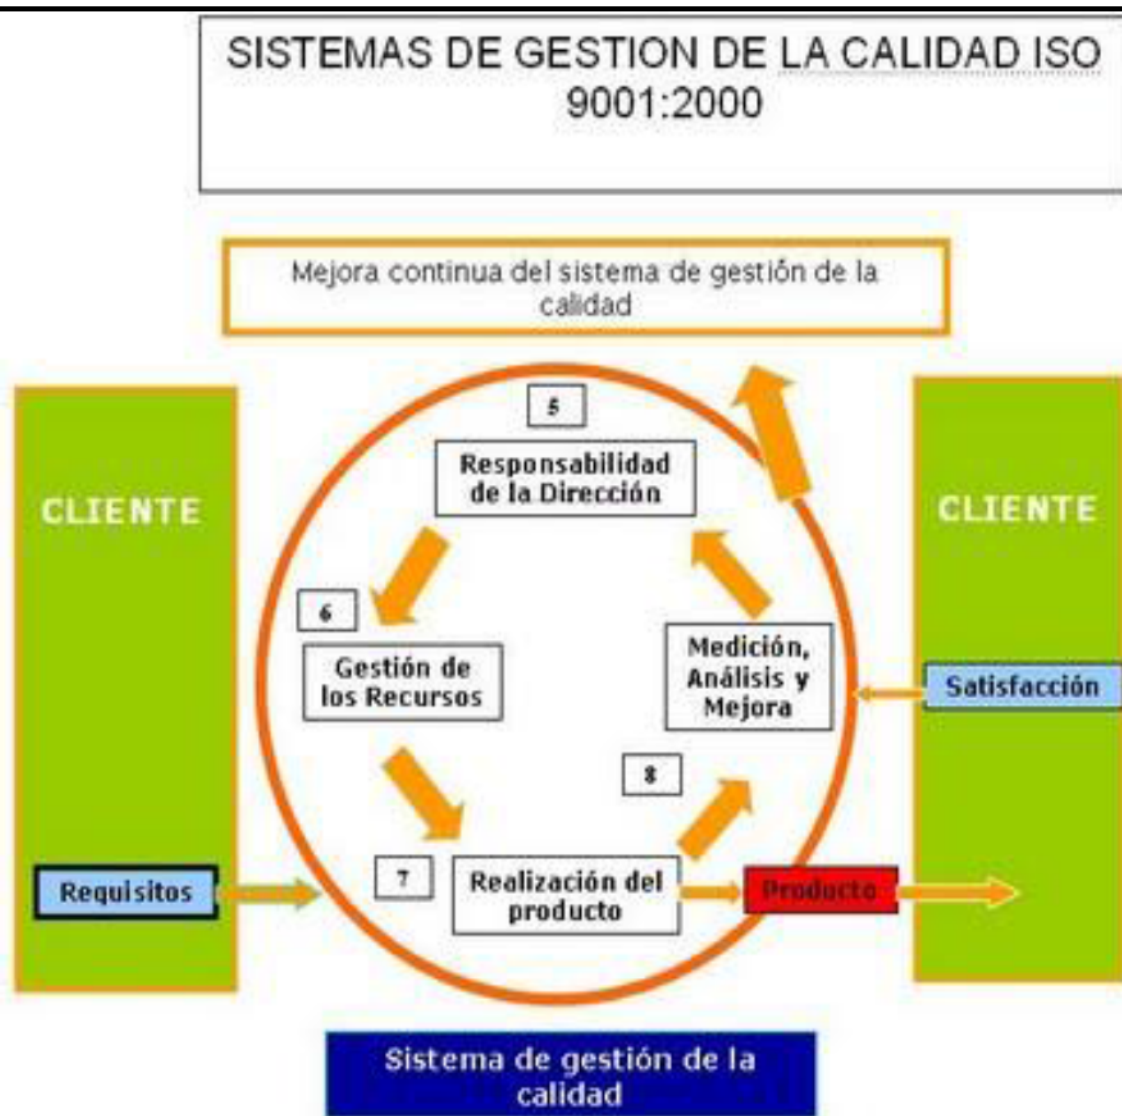 SISTEMAS DE GESTION DE LA CALIDAD ISO
9001:2000
Mejora continua del sistema de gestión de la
calidad
5
Responsabilidad
de la Dirección
CLIENTE
CLIENTE
6
Gestión de
los Recursos
Medición,
Análisis y
Mejora
Satisfacción
8
7
Realización del
producto
Requisitos
Producto
Sistema de gestión de la
calidad